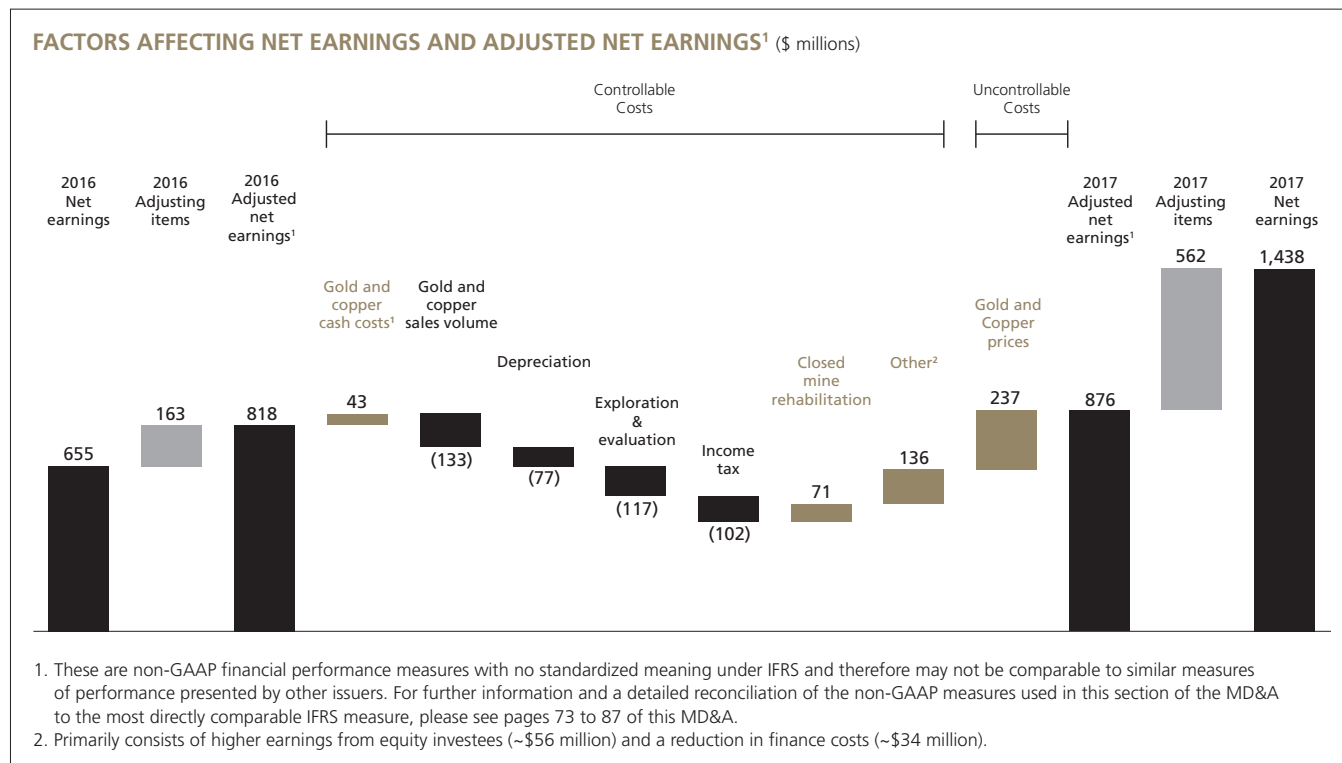 FACTORS AFFECTING NET EARNINGS AND ADJUSTED NET EARNINGS¹ ($ millions)
Controllable
Costs
Uncontrollable
Costs
2016
Net
earnings
2016
Adjusting
items
2016
Adjusted
net
earnings¹
2017
Adjusted
net
earnings¹
2017
Adjusting
items
2017
Net
earnings
655
163
818
Gold and
copper
cash costs¹
43
Gold and
copper
sales volume
(133)
Depreciation
(77)
Exploration
&
evaluation
(117)
Income
tax
(102)
Closed
mine
rehabilitation
71
Other²
136
Gold and
Copper
prices
237
876
562
1,438
1. These are non-GAAP financial performance measures with no standardized meaning under IFRS and therefore may not be comparable to similar measures
of performance presented by other issuers. For further information and a detailed reconciliation of the non-GAAP measures used in this section of the MD&A
to the most directly comparable IFRS measure, please see pages 73 to 87 of this MD&A.
2. Primarily consists of higher earnings from equity investees (~$56 million) and a reduction in finance costs (~$34 million).